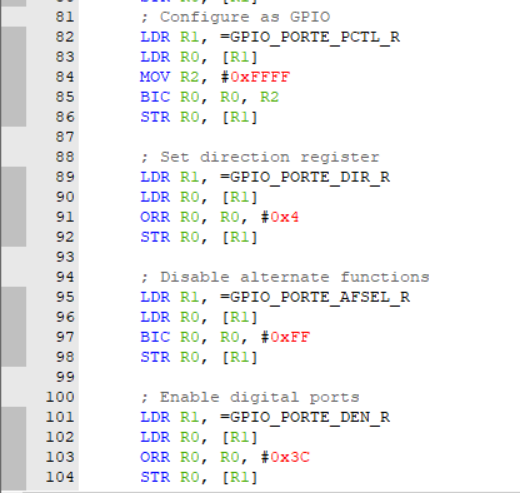 81 ; Configure as GPIO
82 LDR R1, =GPIO_PORTE_PCTL_R
83 LDR R0, [R1]
84 MOV R2, #0xFFFF
85 BIC R0, R0, R2
86 STR R0, [R1]
87
88 ; Set direction register
89 LDR R1, =GPIO_PORTE_DIR_R
90 LDR R0, [R1]
91 ORR R0, R0, #0x4
92 STR R0, [R1]
93
94 ; Disable alternate functions
95 LDR R1, =GPIO_PORTE_AFSEL_R
96 LDR R0, [R1]
97 BIC R0, R0, #0xFF
98 STR R0, [R1]
99
100 ; Enable digital ports
101 LDR R1, =GPIO_PORTE_DEN_R
102 LDR R0, [R1]
103 ORR R0, R0, #0x3C
104 STR R0, [R1]